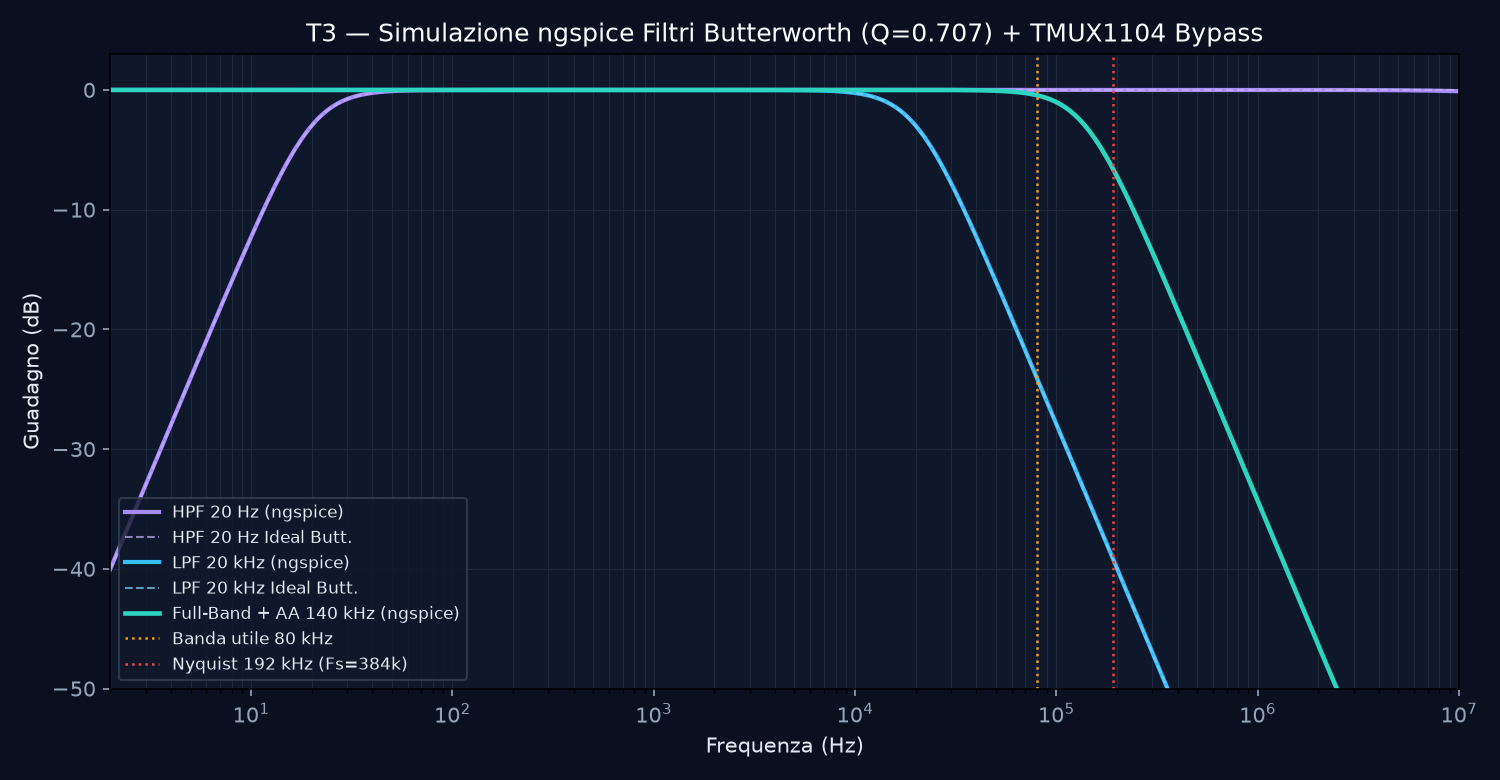 T3 — Simulazione ngspice Filtri Butterworth (Q=0.707) + TMUX1104 Bypass
Guadagno (dB)
0
−10
−20
−30
−40
−50
HPF 20 Hz (ngspice)
HPF 20 Hz Ideal Butt.
LPF 20 kHz (ngspice)
LPF 20 kHz Ideal Butt.
Full-Band + AA 140 kHz (ngspice)
Banda utile 80 kHz
Nyquist 192 kHz (Fs=384k)
10¹ 10² 10³ 10⁴ 10⁵ 10⁶ 10⁷
Frequenza (Hz)